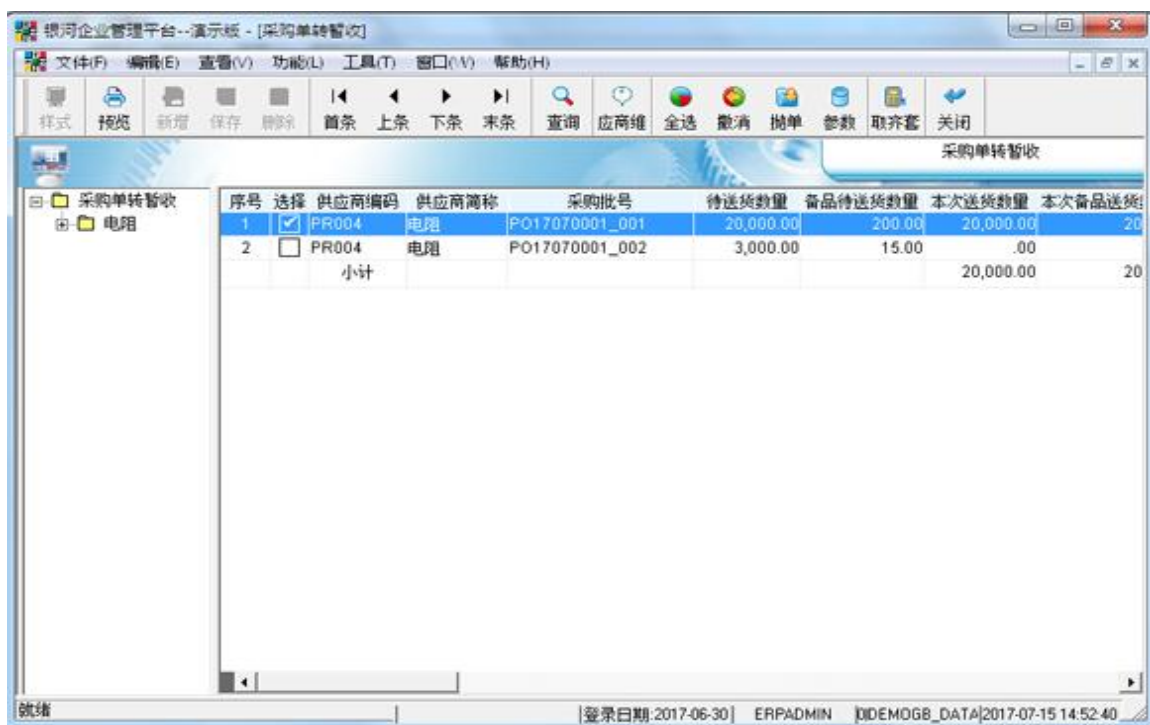 银河企业管理平台--演示版 - [采购单转暂收]
文件(F) 编辑(E) 查看(V) 功能(L) 工具(T) 窗口(W) 帮助(H)
样式 预览 新增 保存 删除 首条 上条 下条 末条 查询 应商维 全选 撤消 抛单 参数 取齐套 关闭
采购单转暂收
采购单转暂收
电阻
序号 选择 供应商编码 供应商简称 采购批号 待送货数量 备品待送货数量 本次送货数量 本次备品送货
1 PR004 电阻 PO17070001_001 20,000.00 200.00 20,000.00 20
2 PR004 电阻 PO17070001_002 3,000.00 15.00 .00
小计 20,000.00 20
就绪 登录日期:2017-06-30 ERPADMIN DEMOGB_DATA 2017-07-15 14:52:40